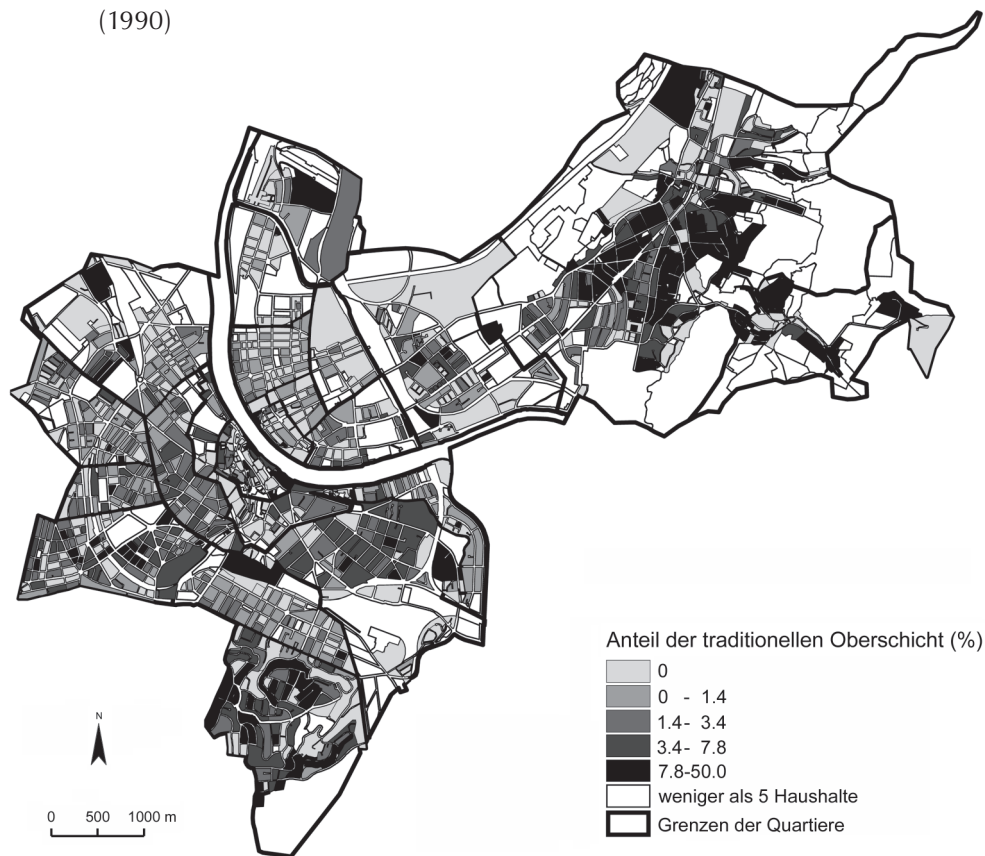 (1990)
Anteil der traditionellen Oberschicht (%)
0
0 - 1.4
1.4- 3.4
3.4- 7.8
7.8-50.0
weniger als 5 Haushalte
Grenzen der Quartiere
N
0 500 1000 m